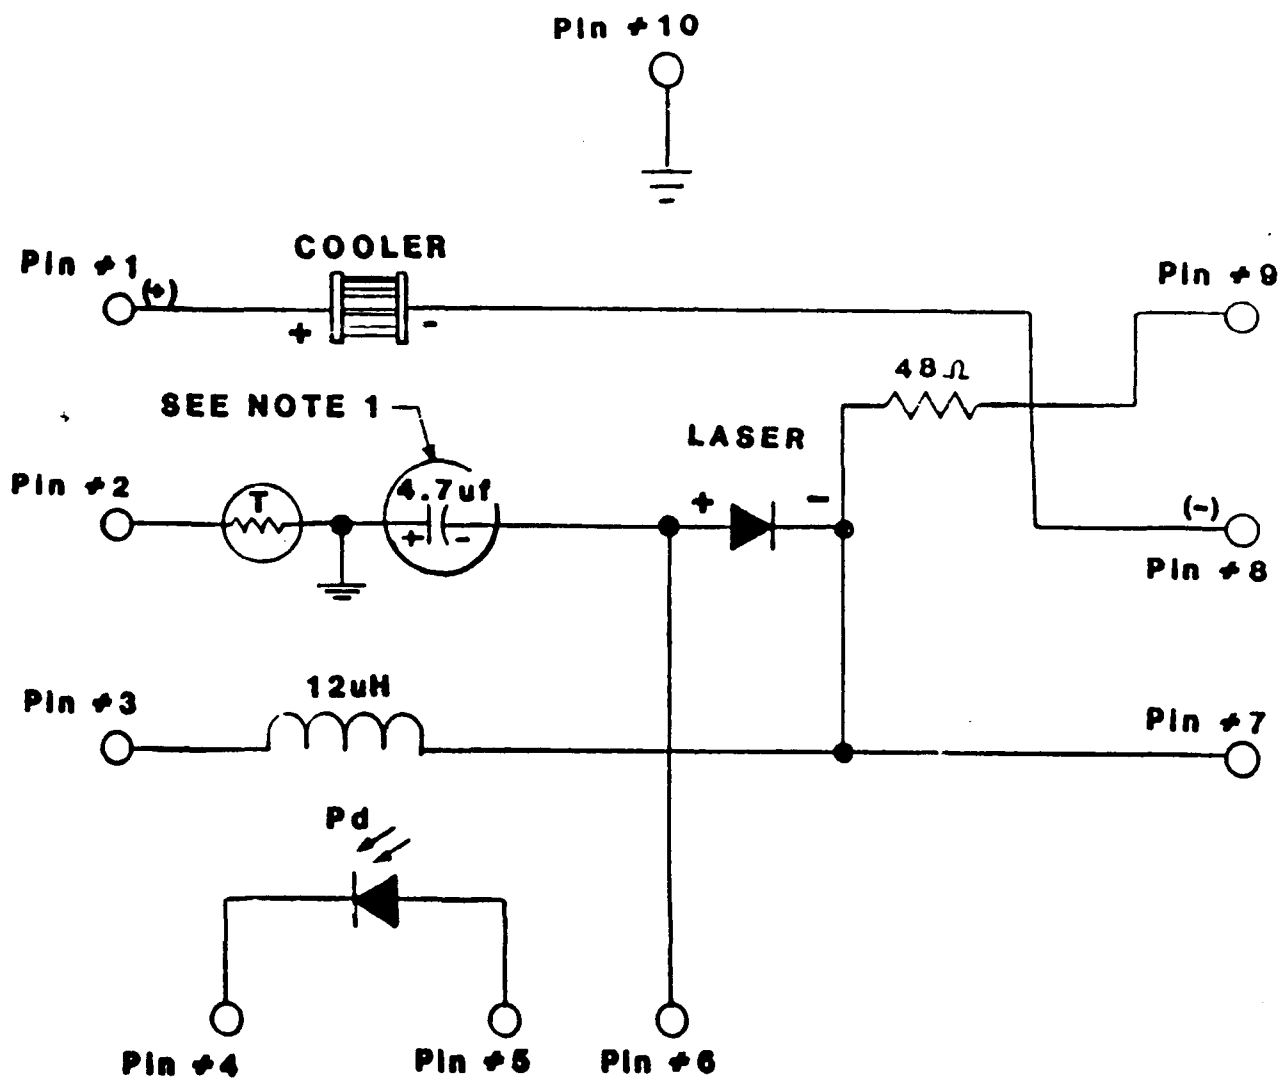 Pin #10
COOLER
Pin #1
(+)
+
-
Pin #9
48Ω
SEE NOTE 1
LASER
Pin #2
T
4.7uf
+
-
+
-
(-)
Pin #8
12uH
Pin #3
Pin #7
Pd
Pin #4
Pin #5
Pin #6